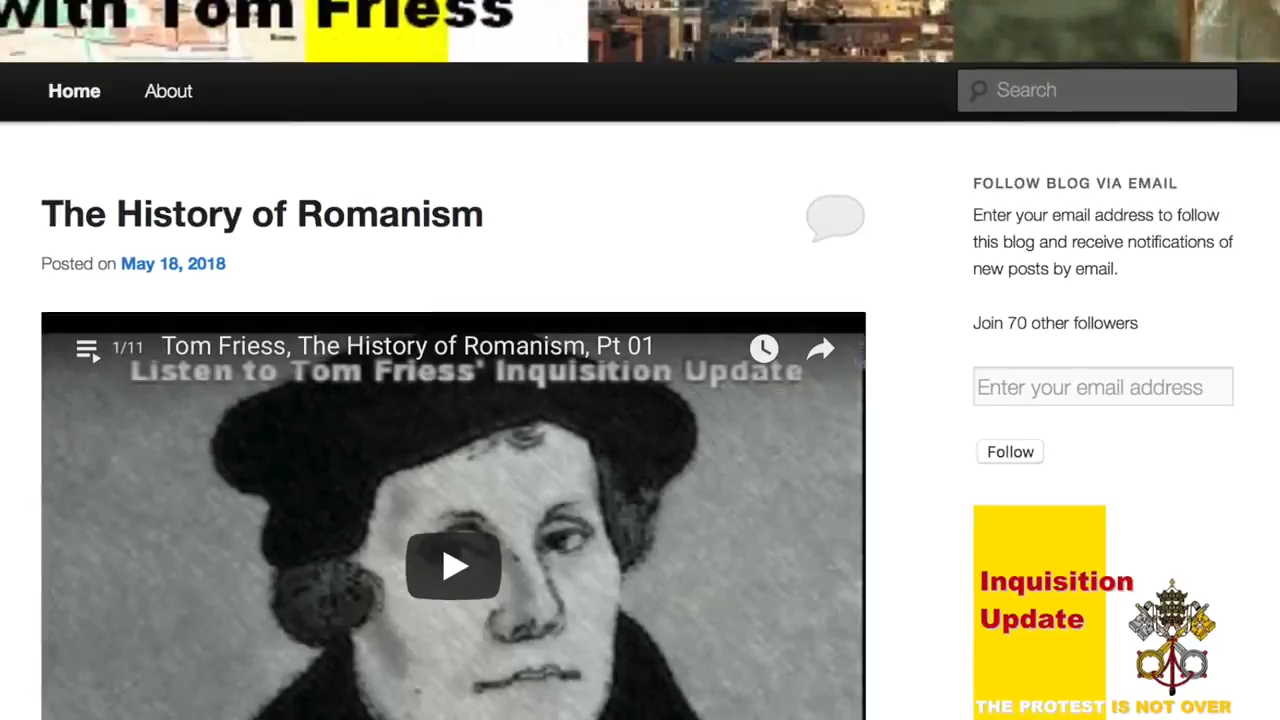 with Tom Friess
Home
About
Search
The History of Romanism
Posted on May 18, 2018
1/11
Tom Friess, The History of Romanism, Pt 01
Listen to Tom Friess' Inquisition Update
FOLLOW BLOG VIA EMAIL
Enter your email address to follow
this blog and receive notifications of
new posts by email.
Join 70 other followers
Enter your email address
Follow
Inquisition
Update
THE PROTEST IS NOT OVER